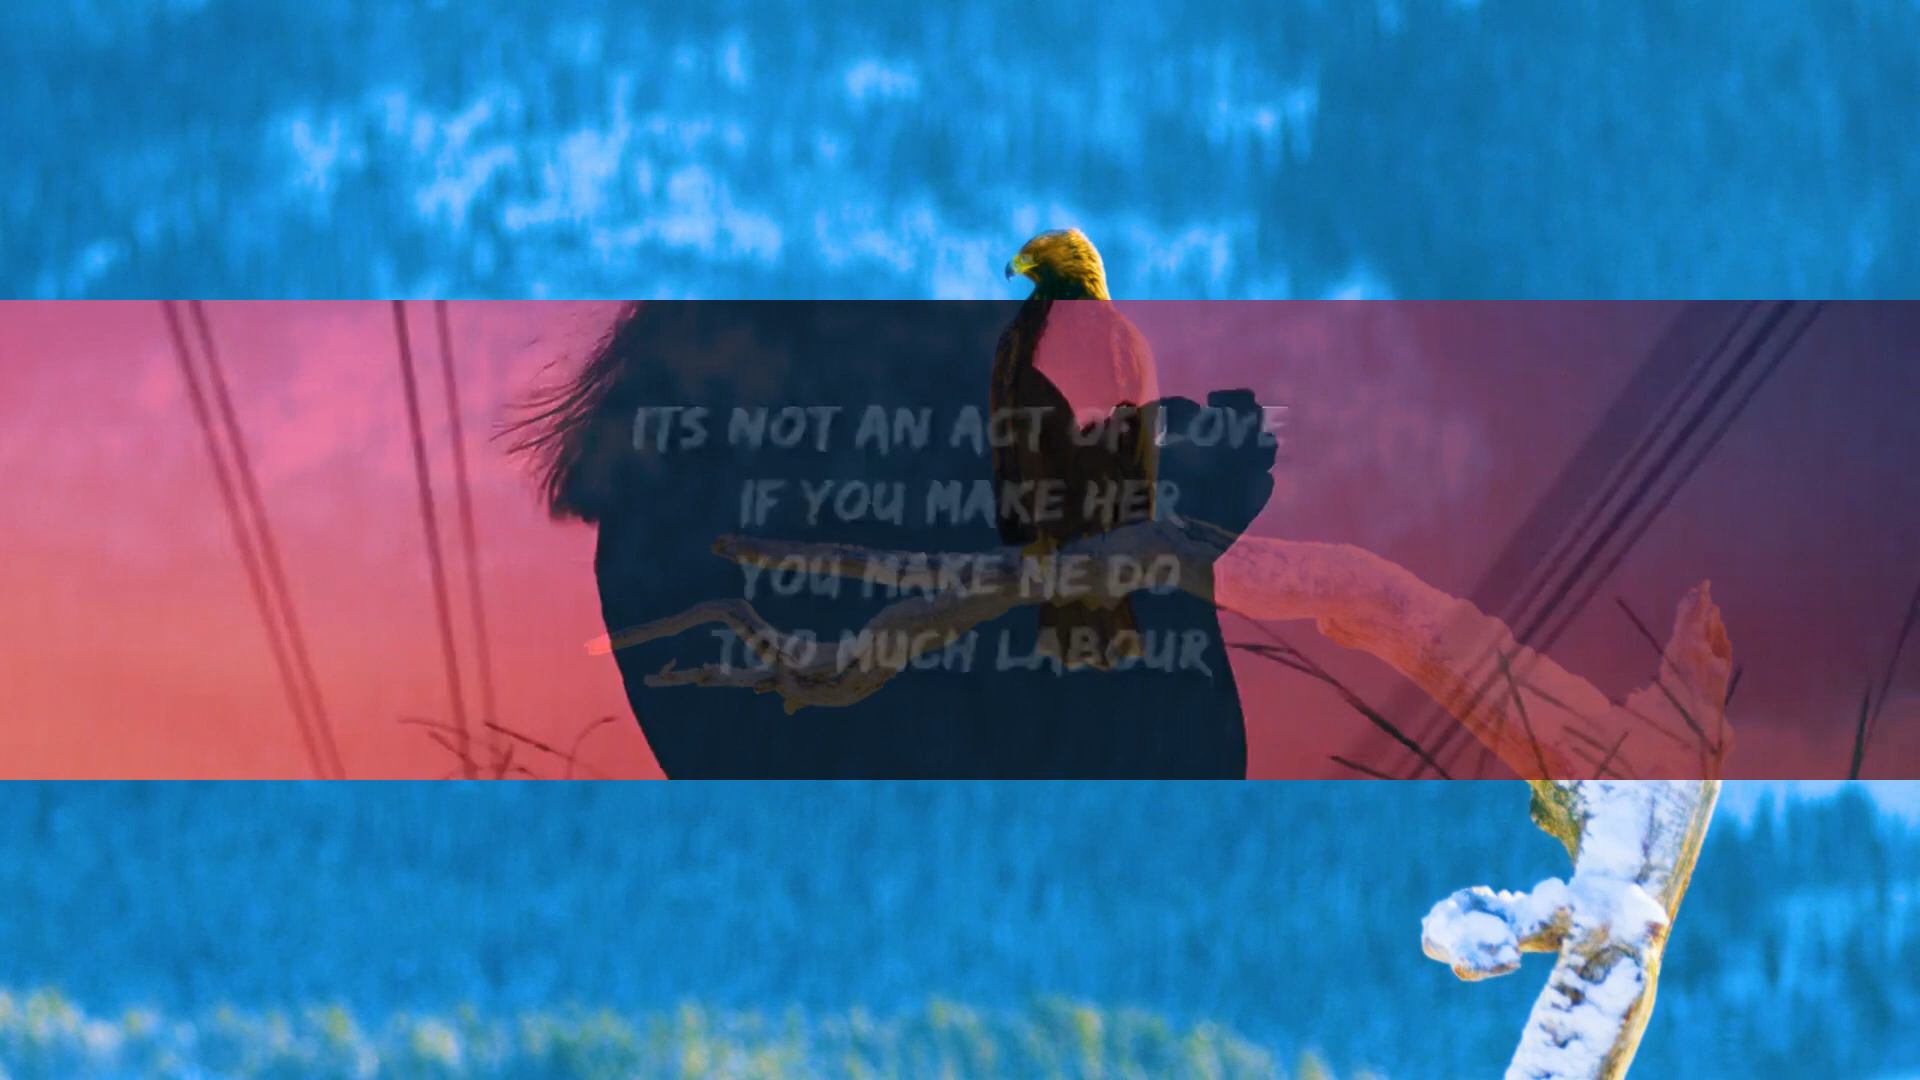 ITS NOT AN ACT OF LOVE
IF YOU MAKE HER
YOU MAKE ME DO
TOO MUCH LABOUR